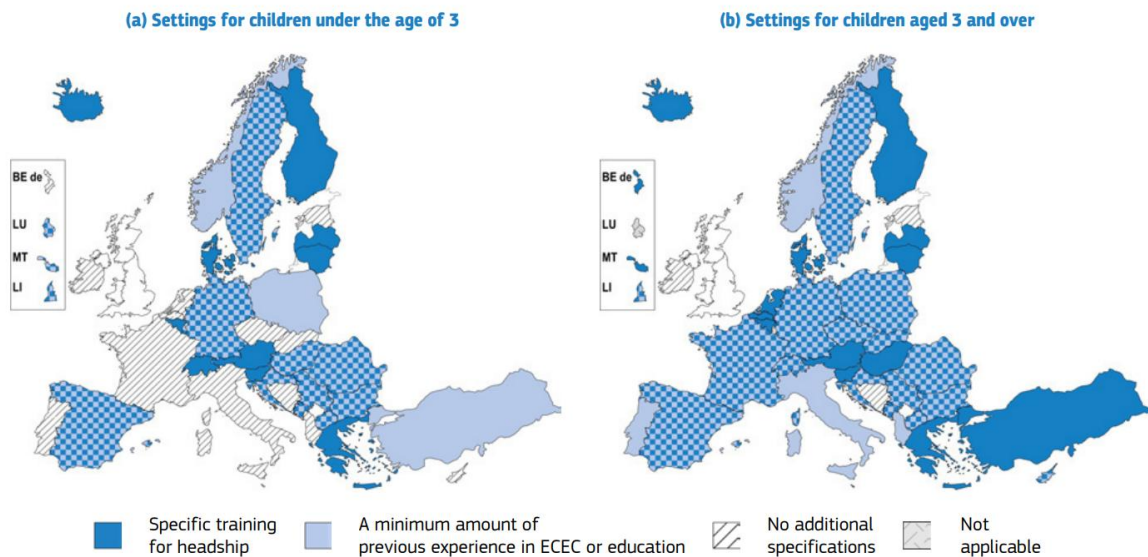 (a) Settings for children under the age of 3
(b) Settings for children aged 3 and over
BE de
LU
MT
LI
BE de
LU
MT
LI
Specific training
for headship
A minimum amount of
previous experience in ECEC or education
No additional
specifications
Not
applicable